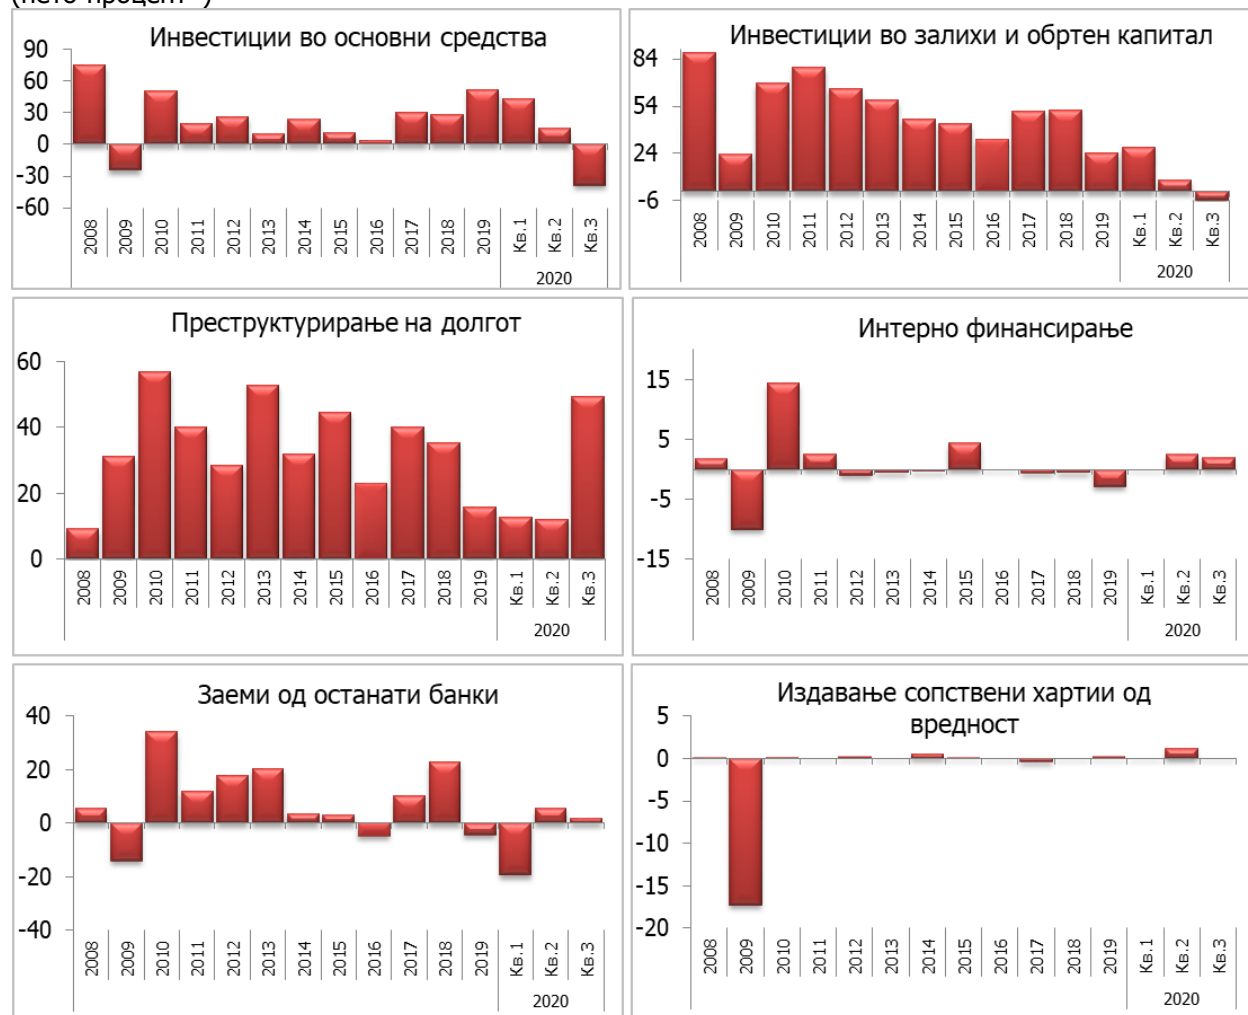 (нето процент*)
Инвестиции во основни средства
90
60
30
0
-30
-60
2008 2009 2010 2011 2012 2013 2014 2015 2016 2017 2018 2019 Кв.1 Кв.2 Кв.3
2020
Инвестиции во залихи и обртен капитал
84
54
24
-6
2008 2009 2010 2011 2012 2013 2014 2015 2016 2017 2018 2019 Кв.1 Кв.2 Кв.3
2020
Преструктурирање на долгот
60
40
20
0
2008 2009 2010 2011 2012 2013 2014 2015 2016 2017 2018 2019 Кв.1 Кв.2 Кв.3
2020
Интерно финансирање
15
5
-5
-15
2008 2009 2010 2011 2012 2013 2014 2015 2016 2017 2018 2019 Кв.1 Кв.2 Кв.3
2020
Заеми од останати банки
40
20
0
-20
-40
2008 2009 2010 2011 2012 2013 2014 2015 2016 2017 2018 2019 Кв.1 Кв.2 Кв.3
2020
Издавање сопствени хартии од
вредност
5
0
-5
-10
-15
-20
2008 2009 2010 2011 2012 2013 2014 2015 2016 2017 2018 2019 Кв.1 Кв.2 Кв.3
2020